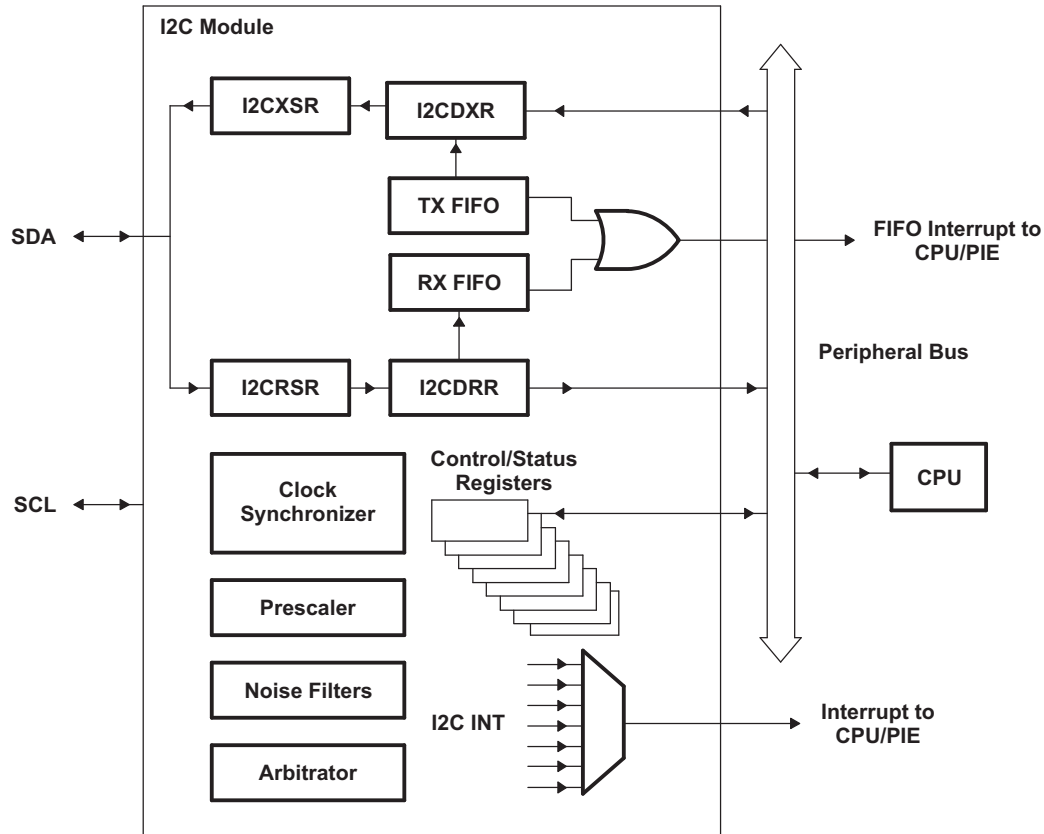 I2C Module
I2CXSR
I2CDXR
TX FIFO
SDA
FIFO Interrupt to
CPU/PIE
RX FIFO
Peripheral Bus
I2CRSR
I2CDRR
Control/Status
Registers
CPU
SCL
Clock
Synchronizer
Prescaler
Noise Filters
I2C INT
Interrupt to
CPU/PIE
Arbitrator